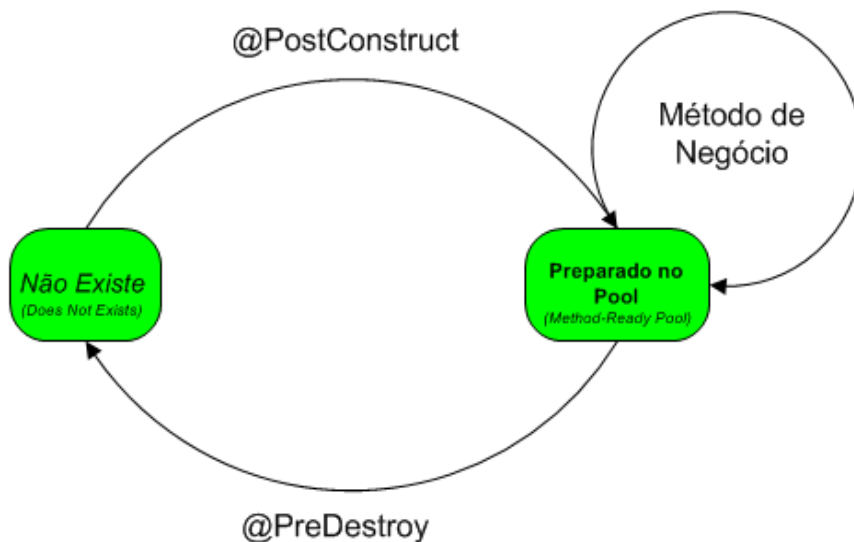 @PostConstruct
Método de
Negócio
Não Existe
(Does Not Exists)
Preparado no
Pool
(Method-Ready Pool)
@PreDestroy